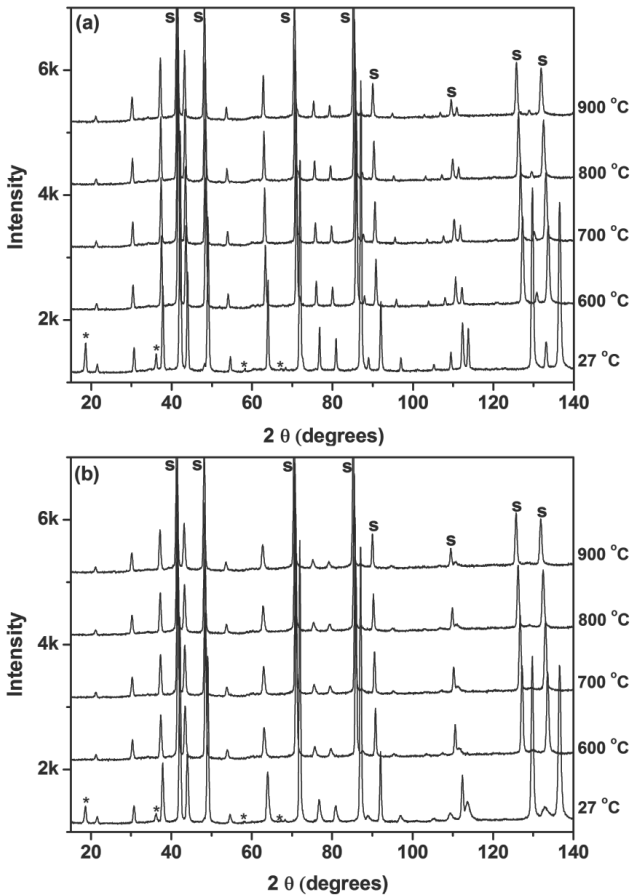 (a) s s s s
s s s s
6k
900 °C
800 °C
4k
700 °C
600 °C
2k
* * * *
27 °C
Intensity
20 40 60 80 100 120 140
2 θ (degrees)
(b) s s s s
s s s s
6k
900 °C
800 °C
4k
700 °C
600 °C
2k
* * * *
27 °C
Intensity
20 40 60 80 100 120 140
2 θ (degrees)